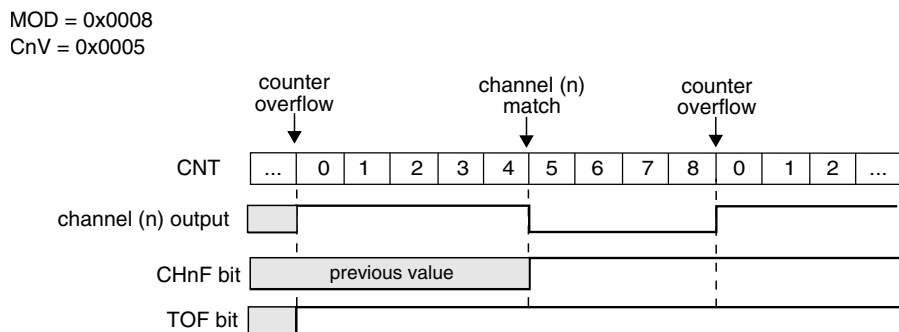 MOD = 0x0008
CnV = 0x0005
counter overflow
channel (n) match
counter overflow
CNT ... 0 1 2 3 4 5 6 7 8 0 1 2 ...
channel (n) output
CHnF bit previous value
TOF bit